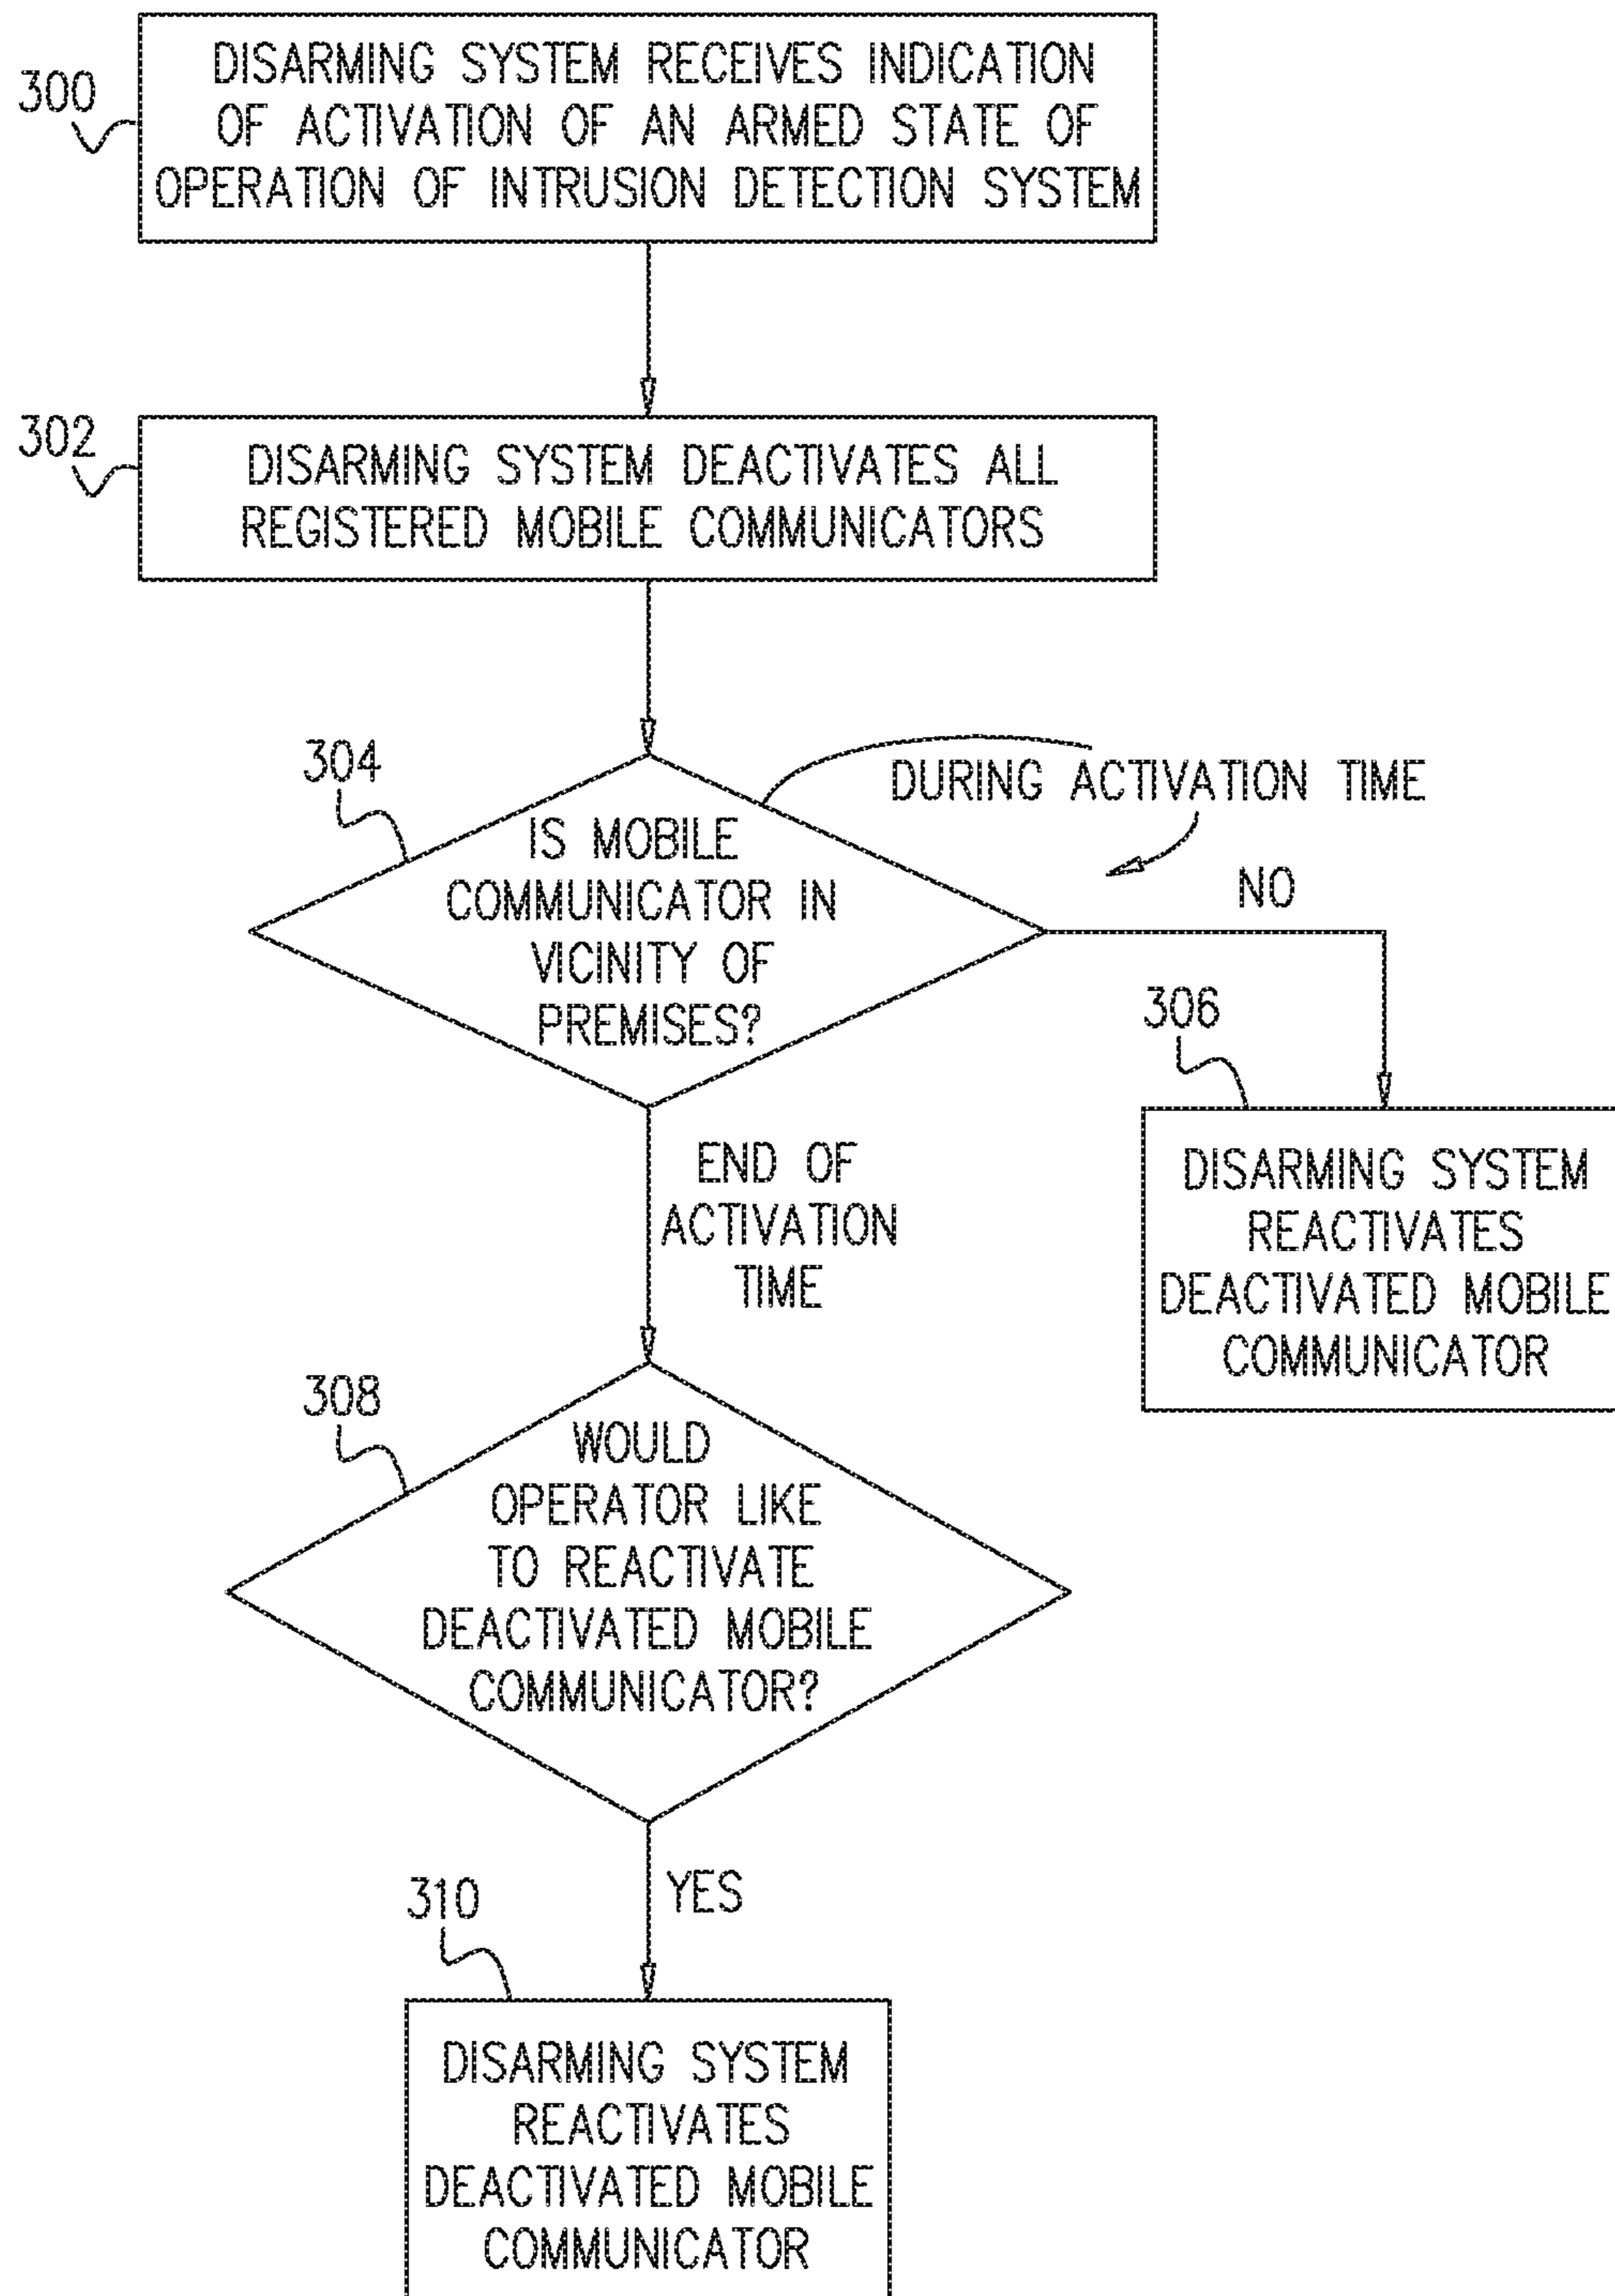 300
DISARMING SYSTEM RECEIVES INDICATION
OF ACTIVATION OF AN ARMED STATE OF
OPERATION OF INTRUSION DETECTION SYSTEM
302
DISARMING SYSTEM DEACTIVATES ALL
REGISTERED MOBILE COMMUNICATORS
304
IS MOBILE
COMMUNICATOR IN
VICINITY OF
PREMISES?
DURING ACTIVATION TIME
NO
306
DISARMING SYSTEM
REACTIVATES
DEACTIVATED MOBILE
COMMUNICATOR
END OF
ACTIVATION
TIME
308
WOULD
OPERATOR LIKE
TO REACTIVATE
DEACTIVATED MOBILE
COMMUNICATOR?
YES
310
DISARMING SYSTEM
REACTIVATES
DEACTIVATED MOBILE
COMMUNICATOR